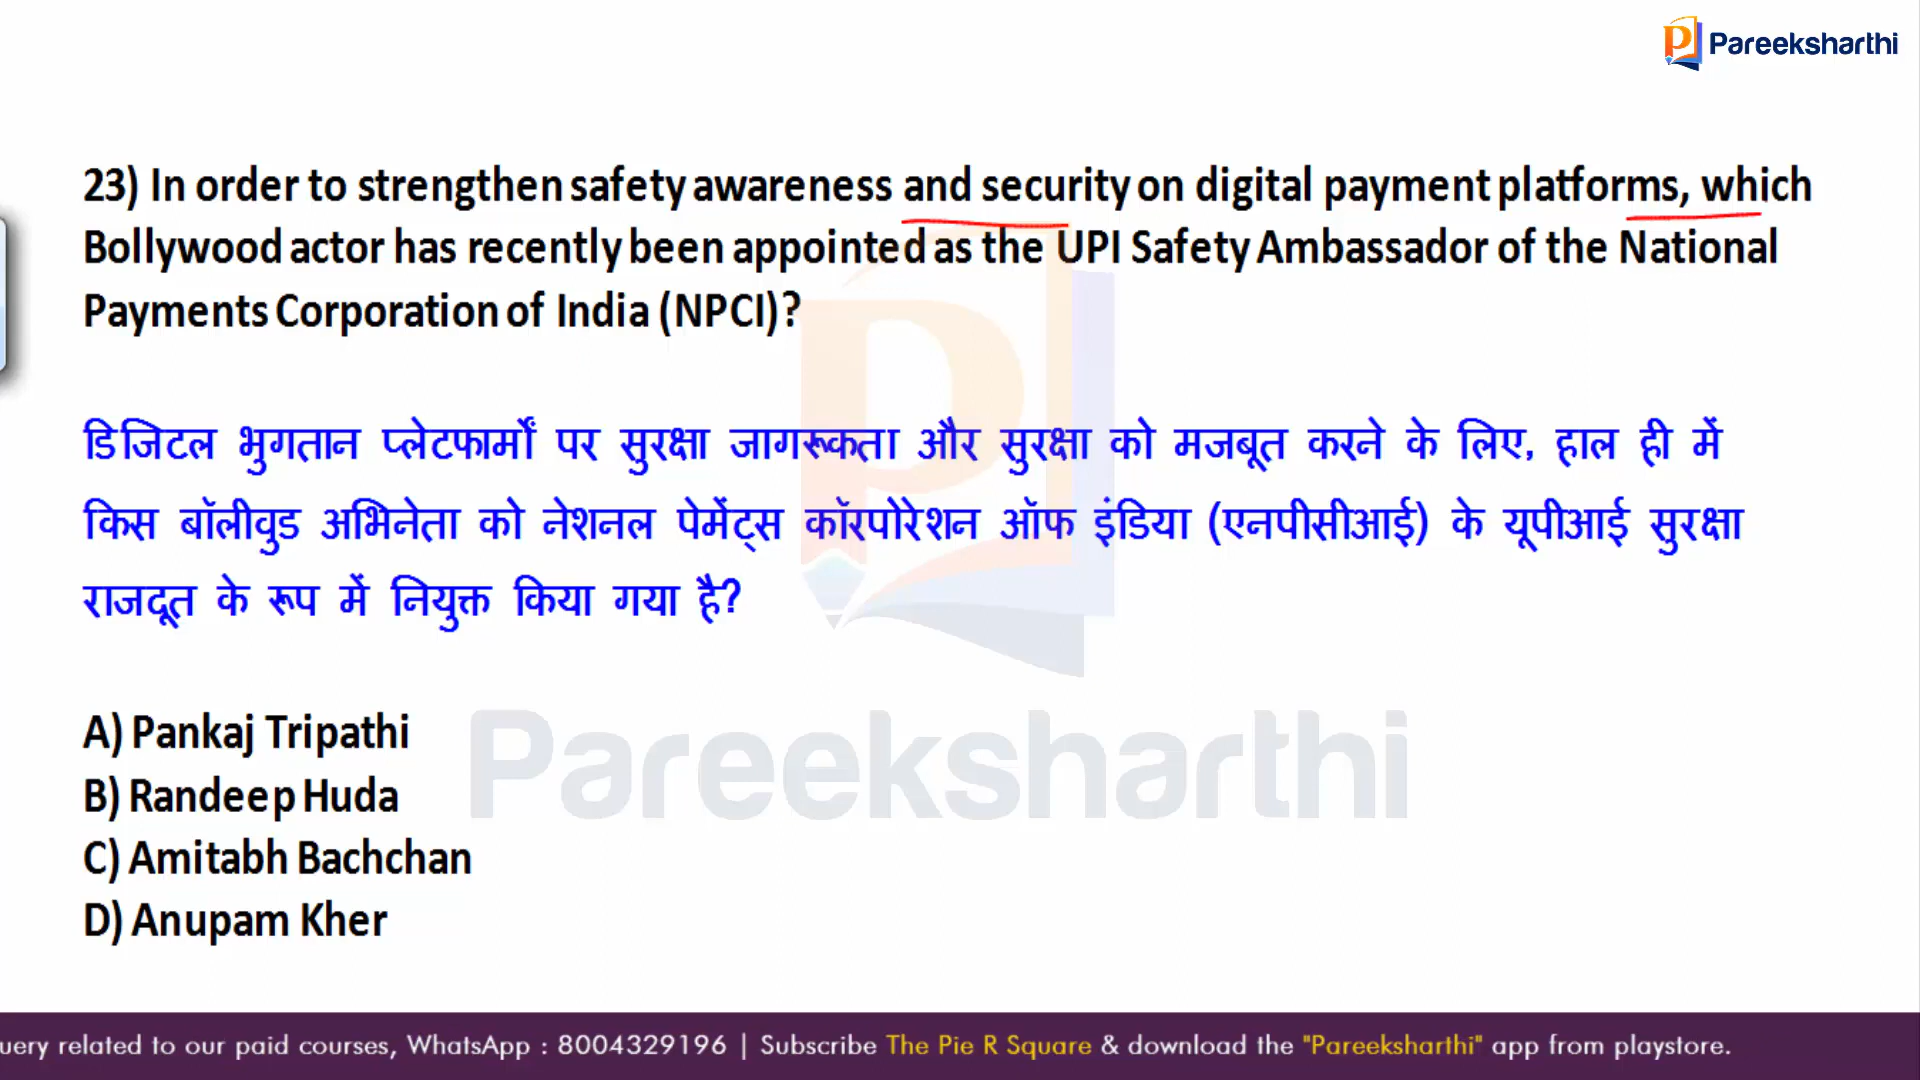 Pareeksharthi
23) In order to strengthen safety awareness and security on digital payment platforms, which
Bollywood actor has recently been appointed as the UPI Safety Ambassador of the National
Payments Corporation of India (NPCI)?
डिजिटल भुगतान प्लेटफार्मों पर सुरक्षा जागरूकता और सुरक्षा को मजबूत करने के लिए, हाल ही में
किस बॉलीवुड अभिनेता को नेशनल पेमेंट्स कॉरपोरेशन ऑफ इंडिया (एनपीसीआई) के यूपीआई सुरक्षा
राजदूत के रूप में नियुक्त किया गया है?
A) Pankaj Tripathi
B) Randeep Huda
C) Amitabh Bachchan
D) Anupam Kher
Pareeksharthi
uery related to our paid courses, WhatsApp : 8004329196 | Subscribe The Pie R Square & download the "Pareeksharthi" app from playstore.